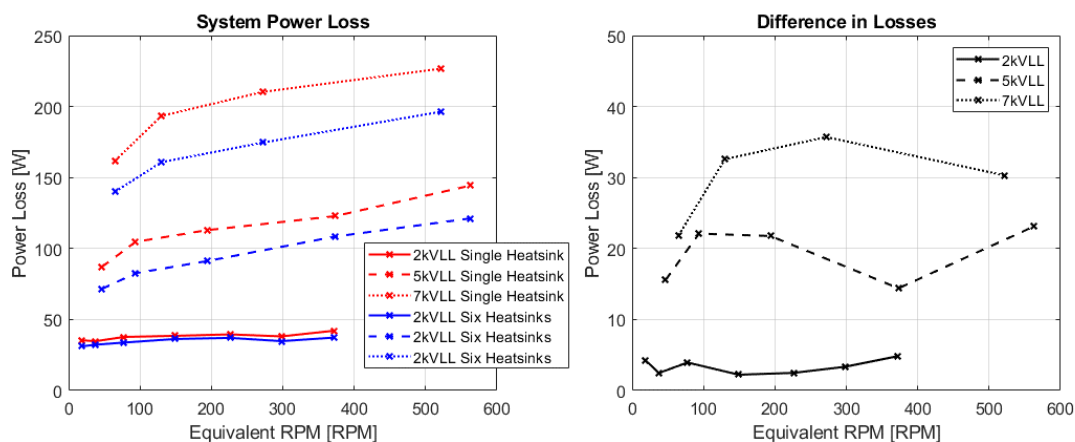 System Power Loss
250
200
150
100
50
0
Power Loss [W]
0 100 200 300 400 500 600
Equivalent RPM [RPM]
2kVLL Single Heatsink
5kVLL Single Heatsink
7kVLL Single Heatsink
2kVLL Six Heatsinks
2kVLL Six Heatsinks
2kVLL Six Heatsinks
Difference in Losses
50
40
30
20
10
0
Power Loss [W]
0 100 200 300 400 500 600
Equivalent RPM [RPM]
2kVLL
5kVLL
7kVLL